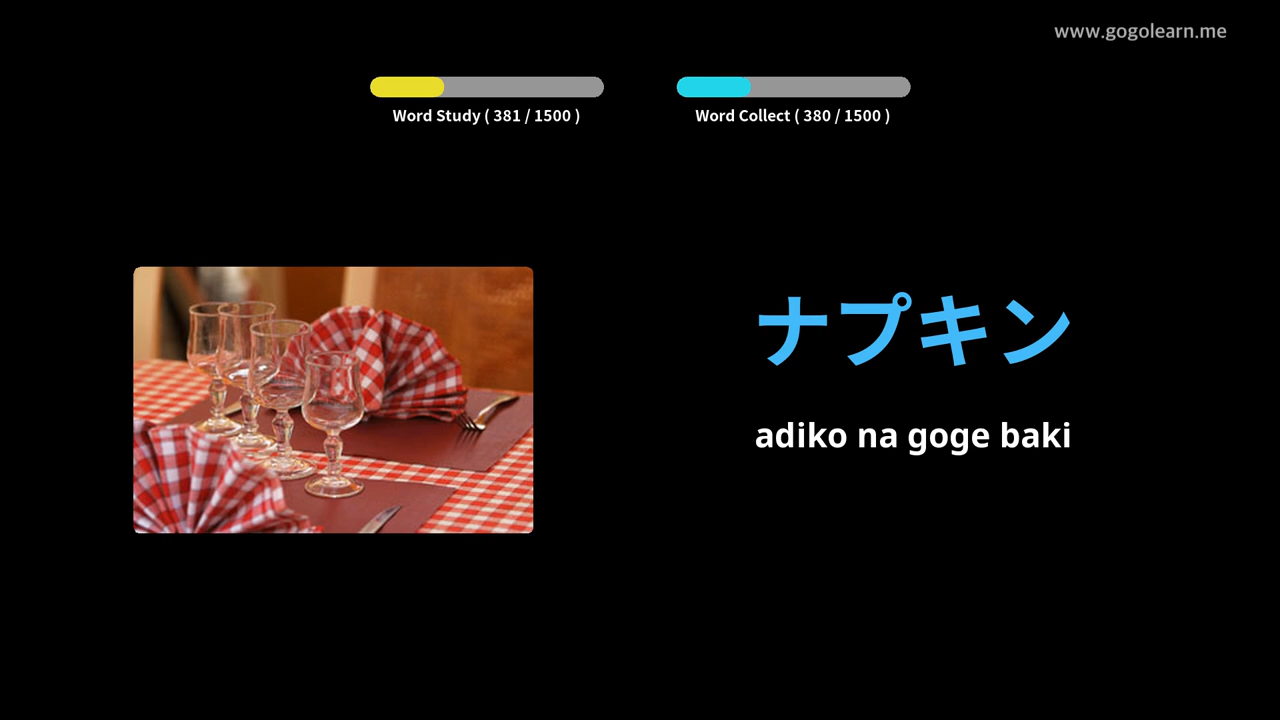 www.gogolearn.me
Word Study ( 381 / 1500 )
Word Collect ( 380 / 1500 )
ナプキン
adiko na goge baki